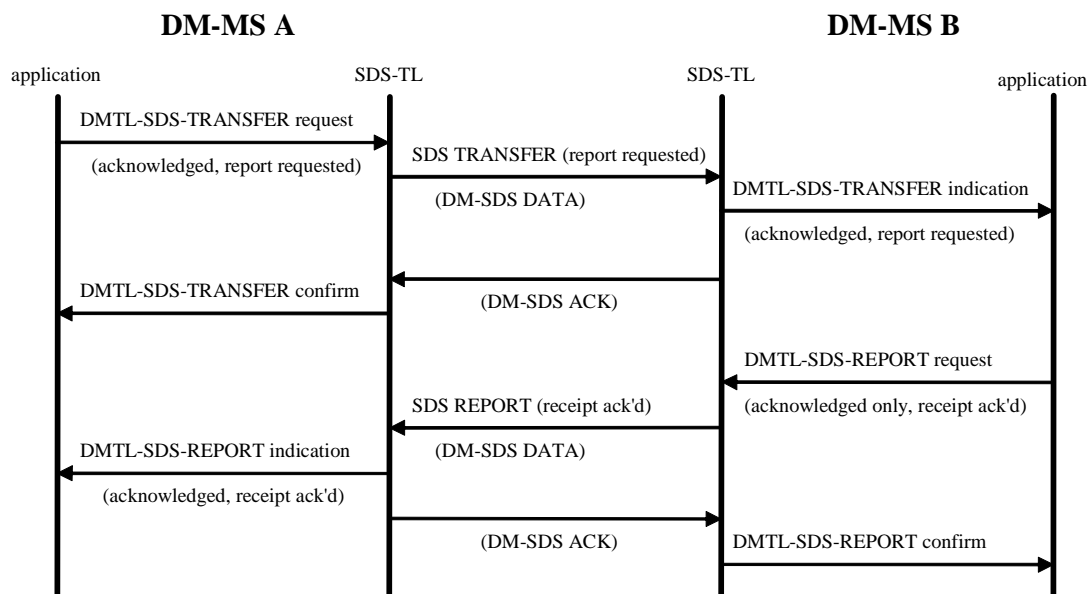 DM-MS A
DM-MS B
application
SDS-TL
SDS-TL
application
DMTL-SDS-TRANSFER request
(acknowledged, report requested)
SDS TRANSFER (report requested)
(DM-SDS DATA)
DMTL-SDS-TRANSFER indication
(acknowledged, report requested)
(DM-SDS ACK)
DMTL-SDS-TRANSFER confirm
DMTL-SDS-REPORT request
(acknowledged only, receipt ack'd)
SDS REPORT (receipt ack'd)
(DM-SDS DATA)
DMTL-SDS-REPORT indication
(acknowledged, receipt ack'd)
(DM-SDS ACK)
DMTL-SDS-REPORT confirm